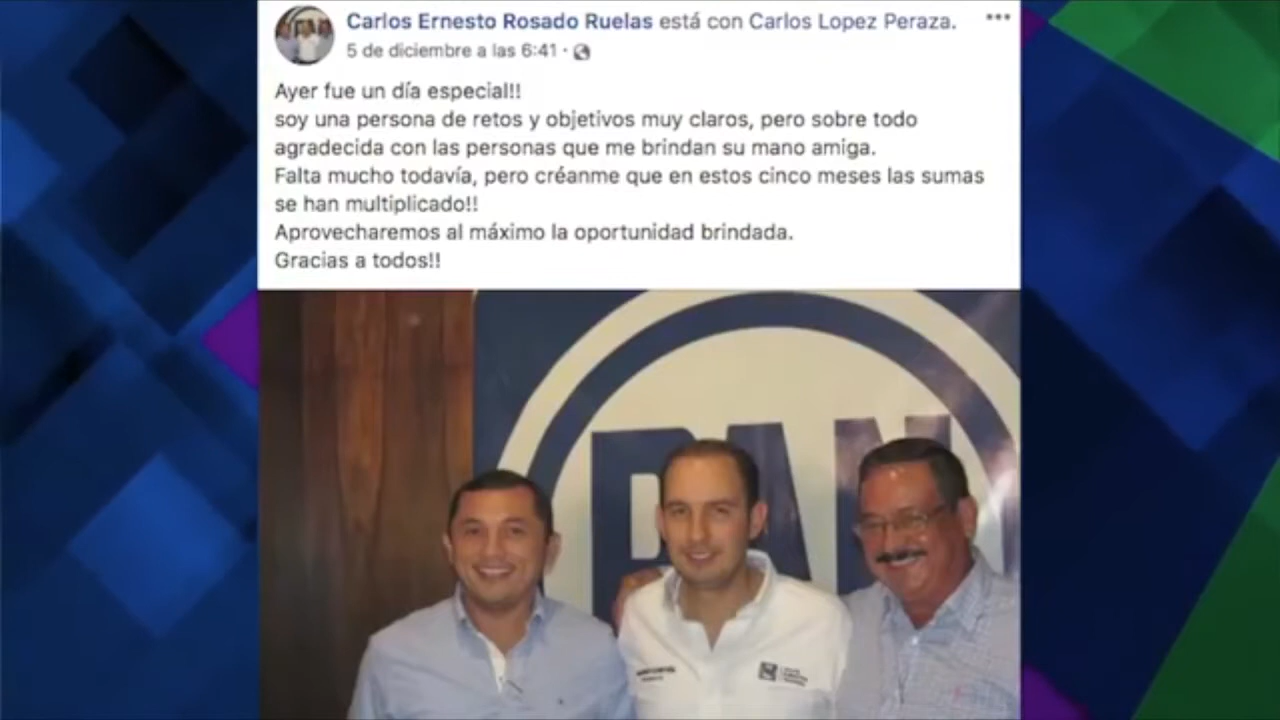 Carlos Ernesto Rosado Ruelas está con Carlos Lopez Peraza.
5 de diciembre a las 6:41 ·
Ayer fue un día especial!!
soy una persona de retos y objetivos muy claros, pero sobre todo
agradecida con las personas que me brindan su mano amiga.
Falta mucho todavía, pero créanme que en estos cinco meses las sumas
se han multiplicado!!
Aprovecharemos al máximo la oportunidad brindada.
Gracias a todos!!
PAN